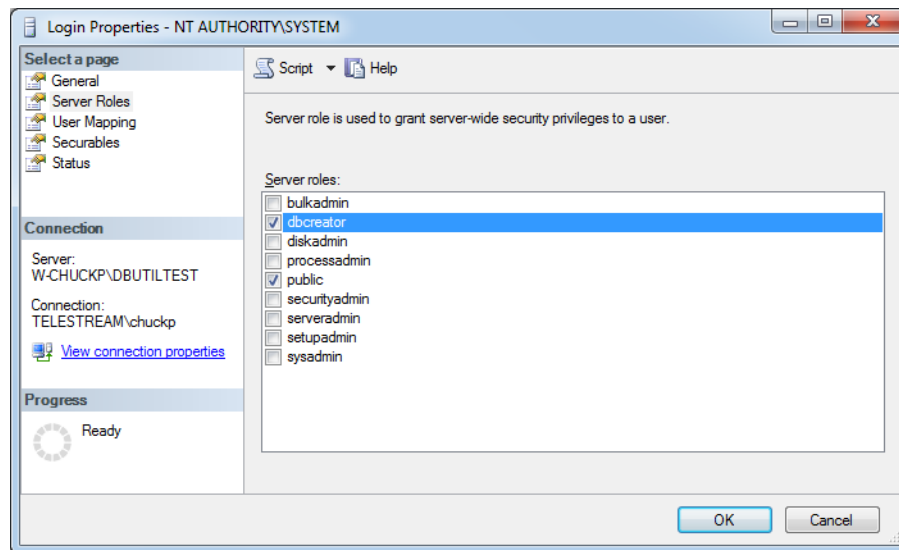 Login Properties - NT AUTHORITY\SYSTEM
Select a page
General
Server Roles
User Mapping
Securables
Status
Connection
Server:
W-CHUCKP\DBUTILTEST
Connection:
TELESTREAM\chuckp
View connection properties
Progress
Ready
Script
Help
Server role is used to grant server-wide security privileges to a user.
Server roles:
bulkadmin
dbcreator
diskadmin
processadmin
public
securityadmin
serveradmin
setupadmin
sysadmin
OK
Cancel